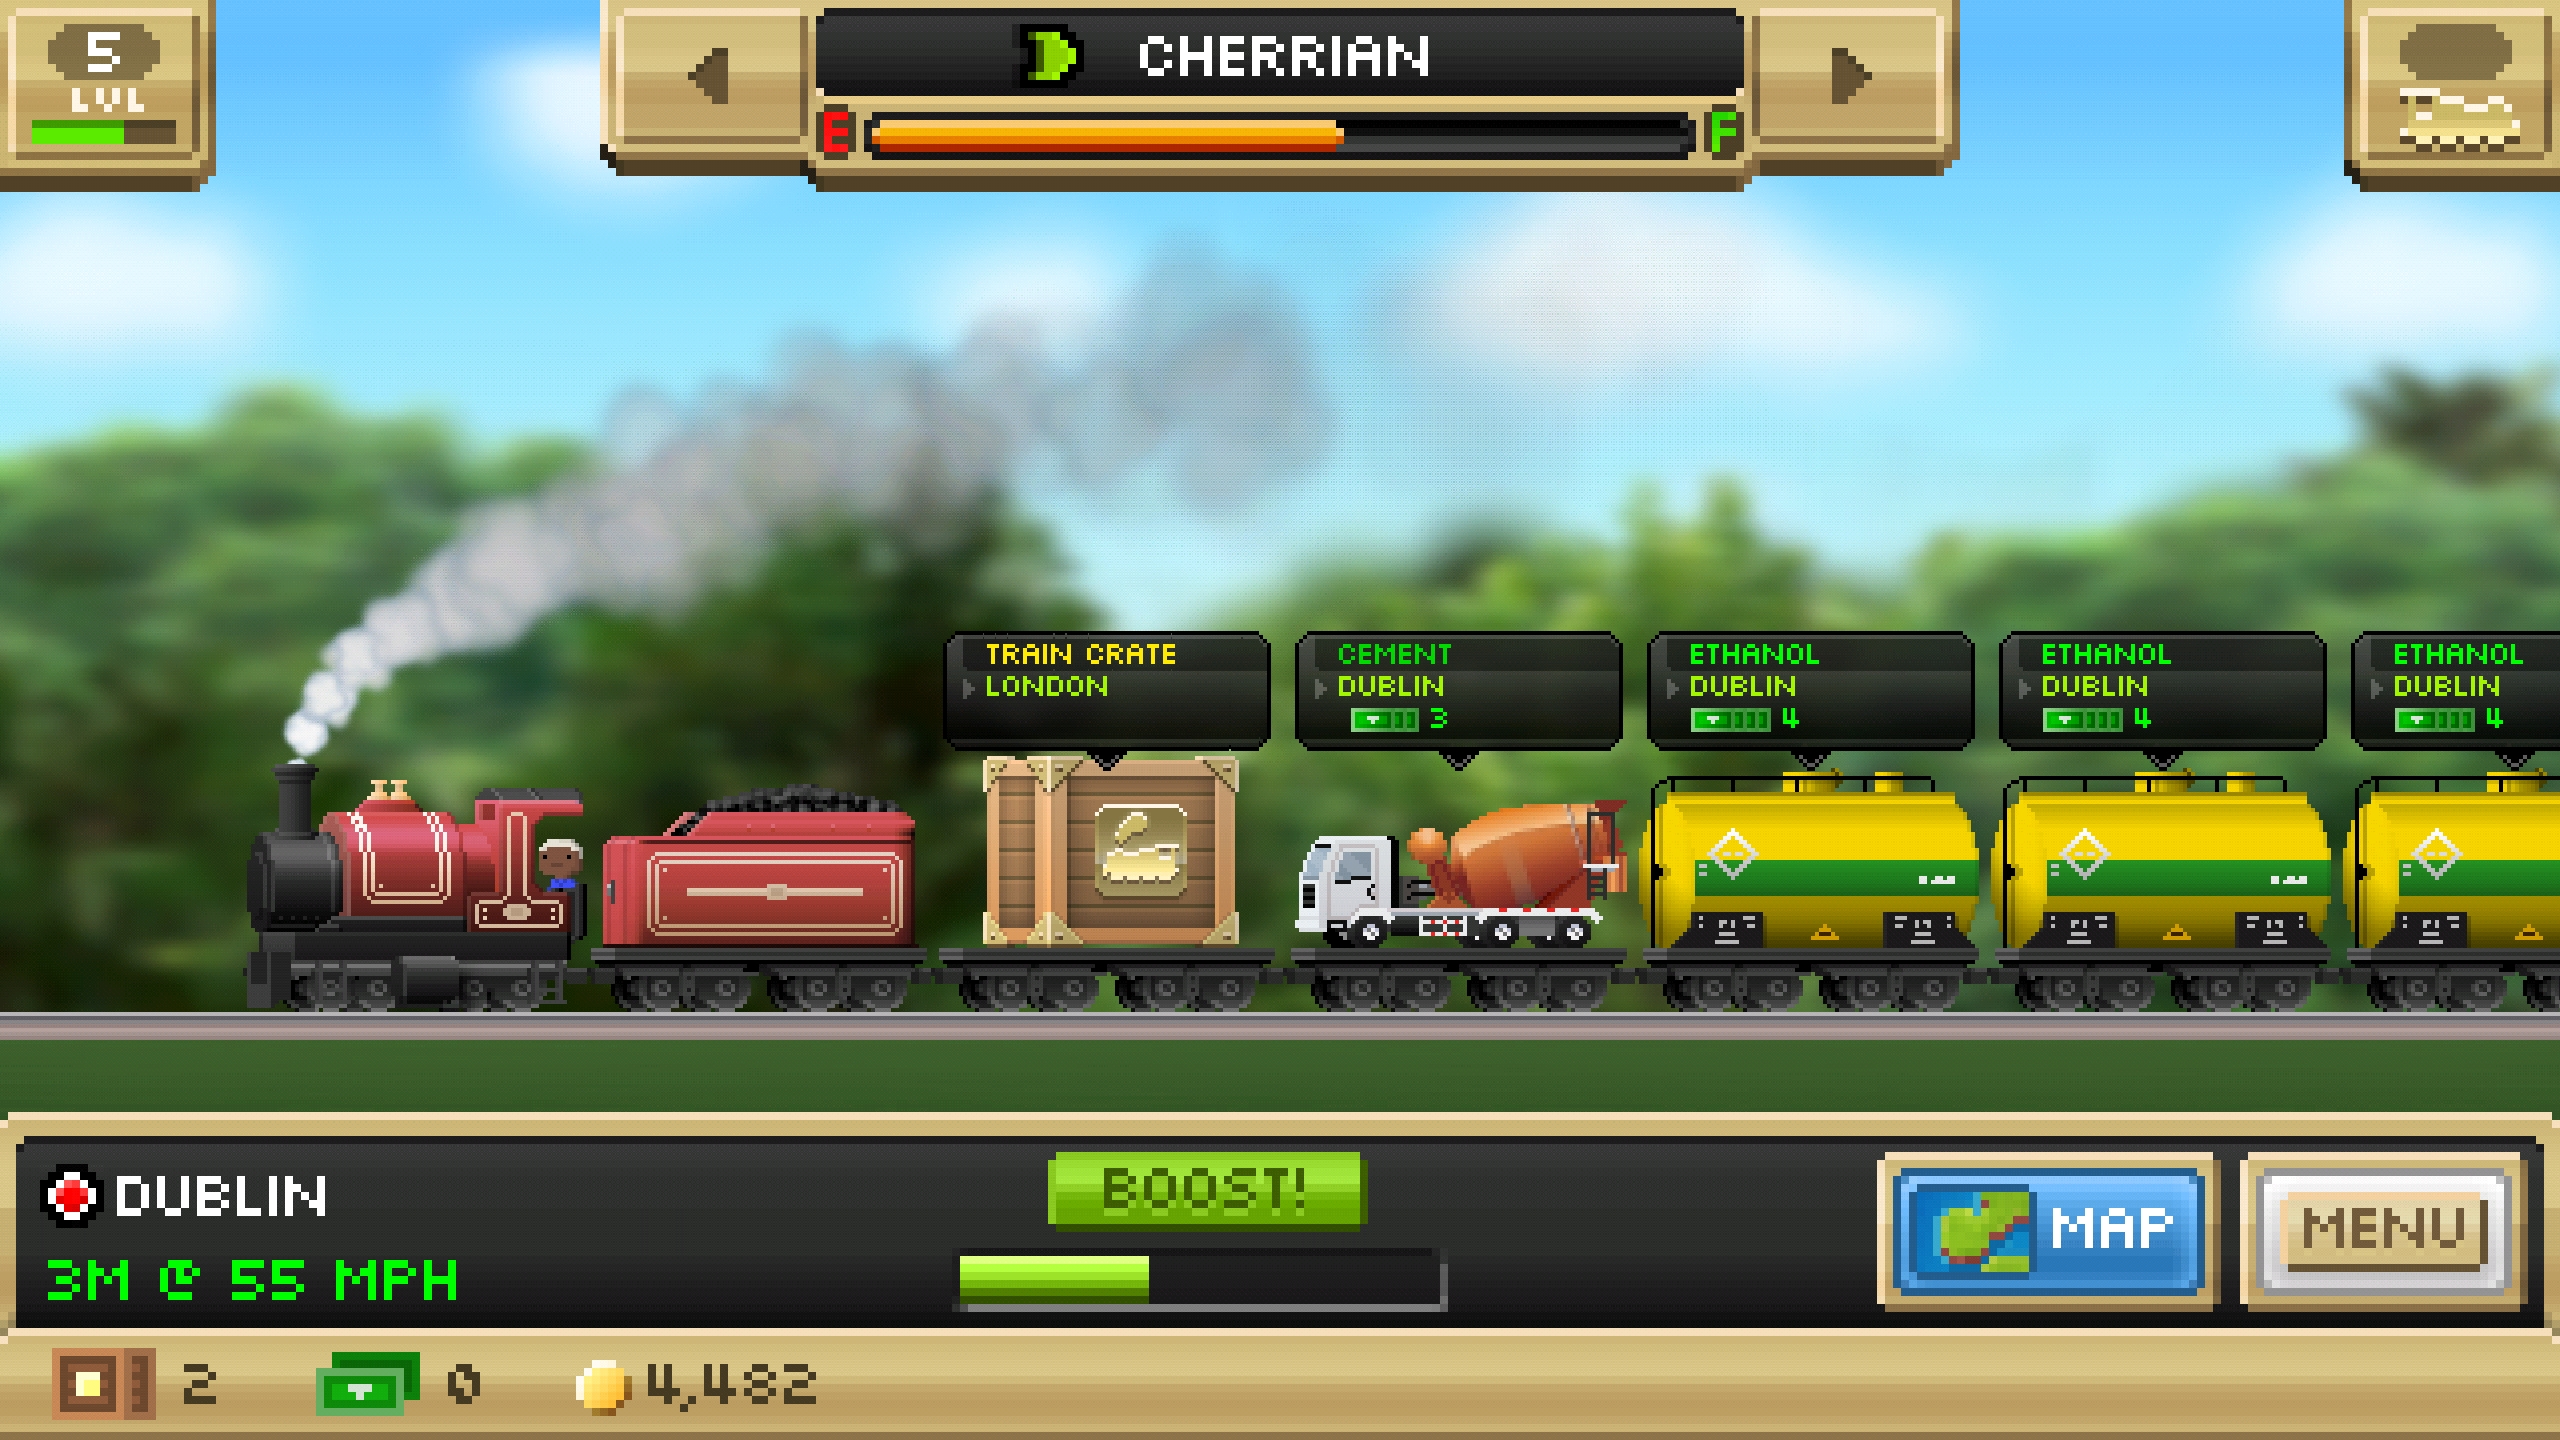 5
LVL
CHERRIAN
E
F
TRAIN CRATE
LONDON
CEMENT
DUBLIN
3
ETHANOL
DUBLIN
4
ETHANOL
DUBLIN
4
ETHANOL
DUBLIN
4
DUBLIN
3M @ 55 MPH
BOOST!
MAP
MENU
2
0
4,482